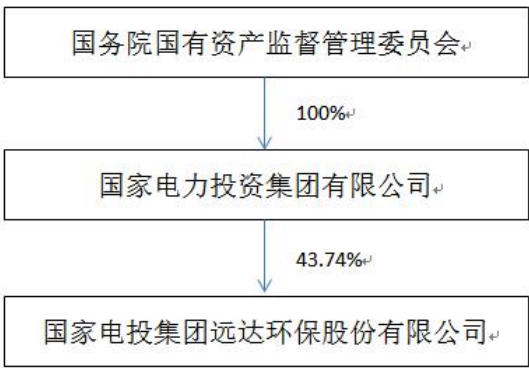 国务院国有资产监督管理委员会
100%
国家电力投资集团有限公司
43.74%
国家电投集团远达环保股份有限公司